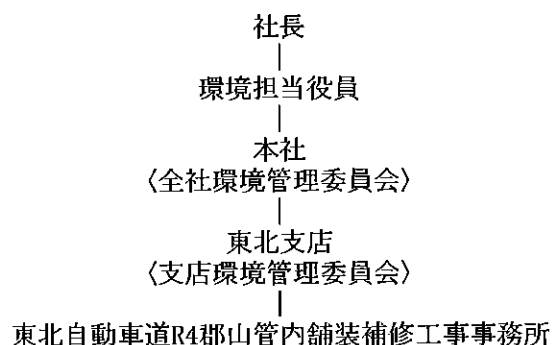 社長
環境担当役員
本社
〈全社環境管理委員会〉
東北支店
〈支店環境管理委員会〉
東北自動車道R4郡山管内舗装補修工事事務所